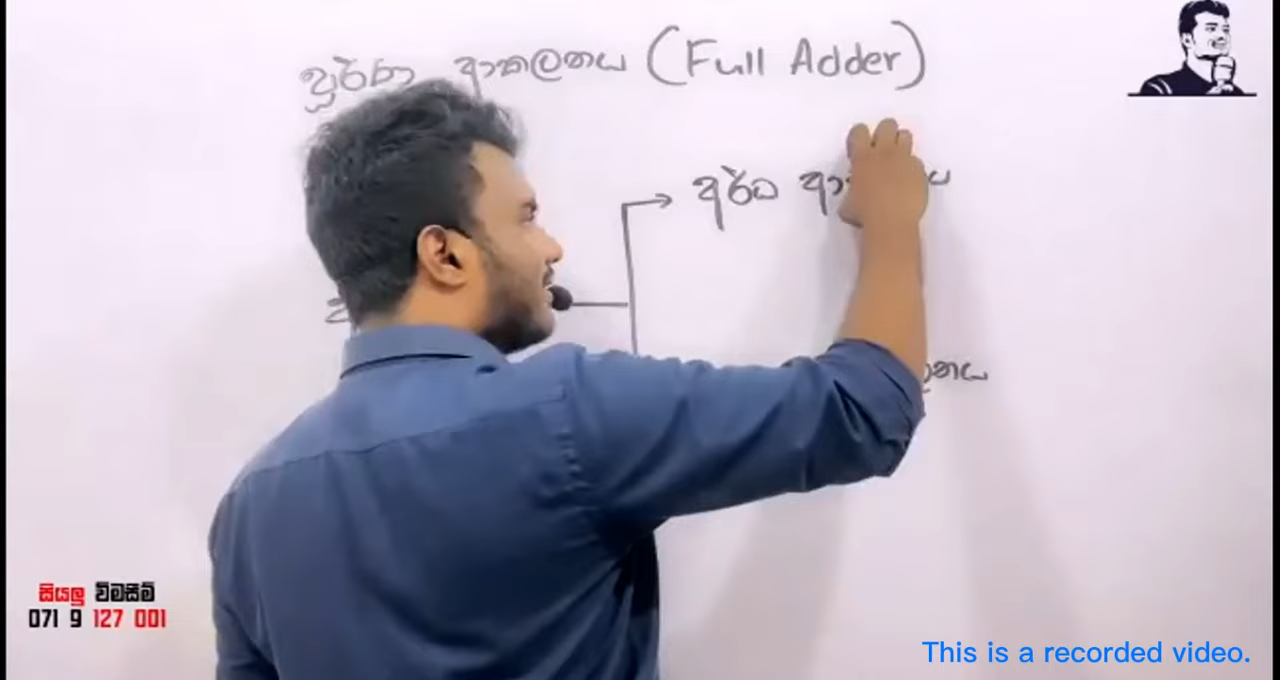 පූර්ණ ආකලනය (Full Adder)
අර්ධ
සියලු විමසීම්
071 9 127 001
This is a recorded video.